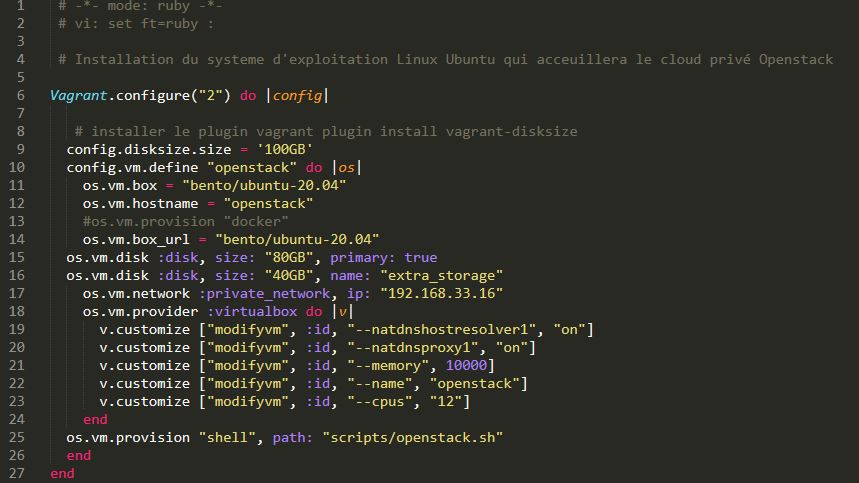 1 # -*- mode: ruby -*-
2 # vi: set ft=ruby :
3
4 # Installation du systeme d'exploitation Linux Ubuntu qui acceuillera le cloud privé Openstack
5
6 Vagrant.configure("2") do |config|
7
8 # installer le plugin vagrant plugin install vagrant-disksize
9 config.disksize.size = '100GB'
10 config.vm.define "openstack" do |os|
11 os.vm.box = "bento/ubuntu-20.04"
12 os.vm.hostname = "openstack"
13 #os.vm.provision "docker"
14 os.vm.box_url = "bento/ubuntu-20.04"
15 os.vm.disk :disk, size: "80GB", primary: true
16 os.vm.disk :disk, size: "40GB", name: "extra_storage"
17 os.vm.network :private_network, ip: "192.168.33.16"
18 os.vm.provider :virtualbox do |v|
19 v.customize ["modifyvm", :id, "--natdnshostresolver1", "on"]
20 v.customize ["modifyvm", :id, "--natdnsproxy1", "on"]
21 v.customize ["modifyvm", :id, "--memory", 10000]
22 v.customize ["modifyvm", :id, "--name", "openstack"]
23 v.customize ["modifyvm", :id, "--cpus", "12"]
24 end
25 os.vm.provision "shell", path: "scripts/openstack.sh"
26 end
27 end